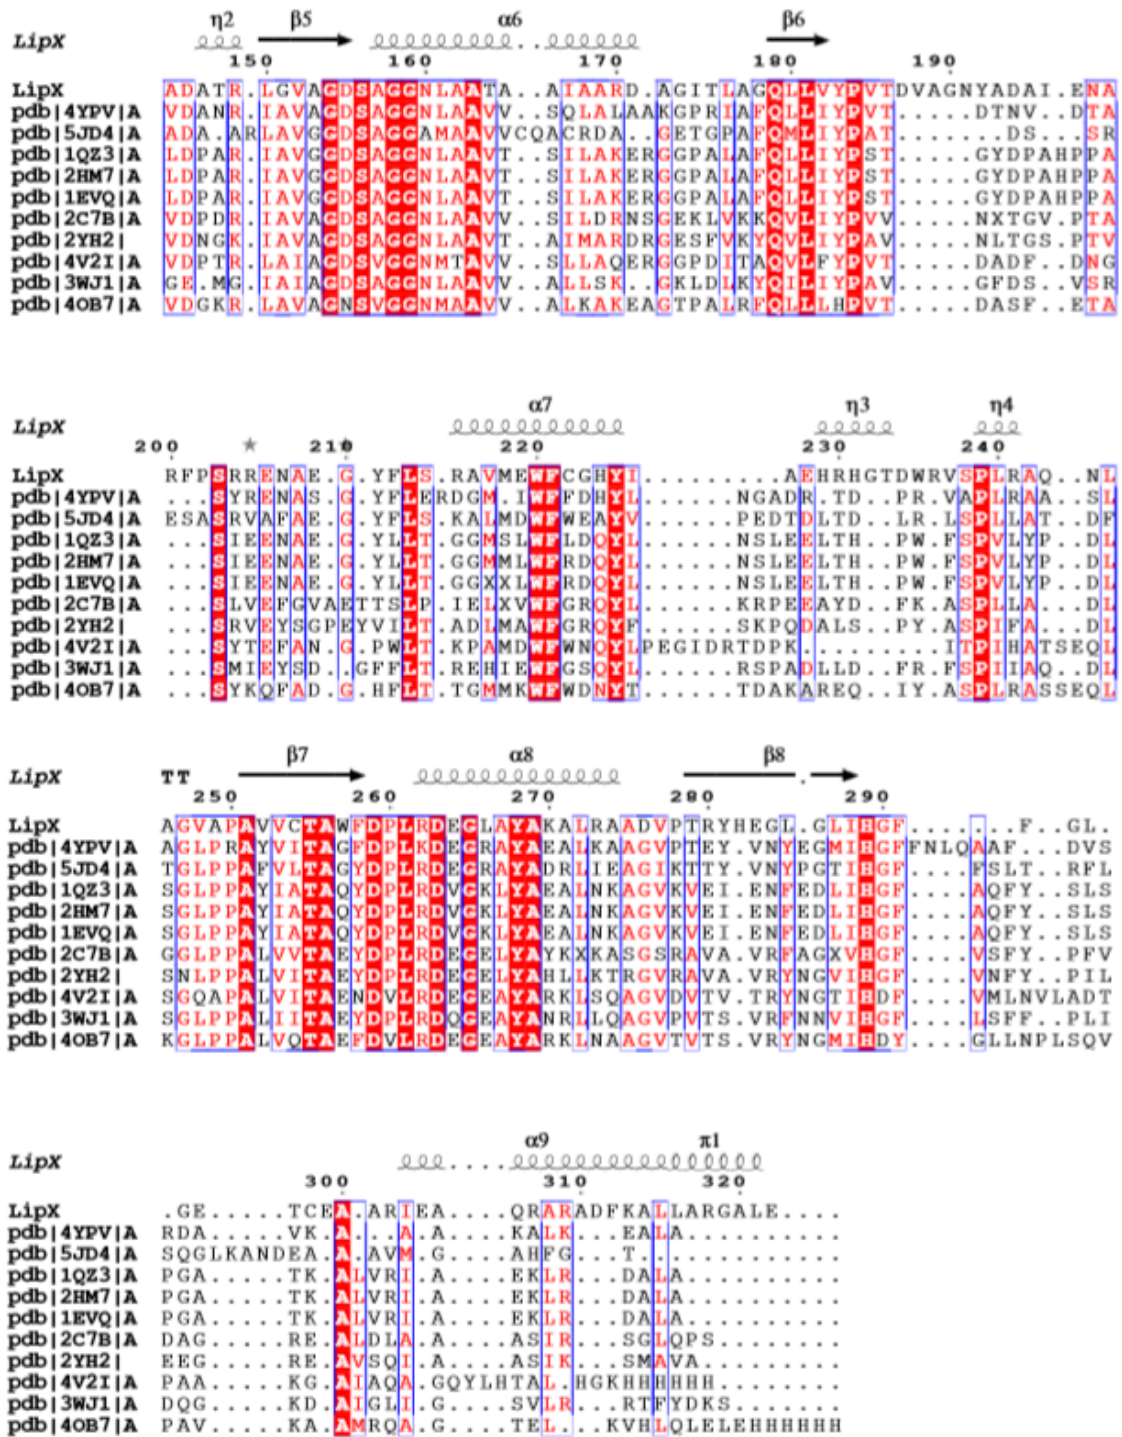 η2 β5 α6 β6
LipX
150 160 170 180 190
LipX ADATR.LGVAGDSAGGNLAATA..AIAARD.AGITLAGQLLVYPVTDVAGNYADAI.ENA
pdb|4YPV|A VDANR.IAVAGDSAGGNLAAVV..SQLALAAKGPRIAFQLLIYPVT.....DTNV..DTA
pdb|5JD4|A ADA.ARLAVGGDSAGGAMAAVVCQACRDA..GETGPAFQMLIYPAT.......DS...SR
pdb|1QZ3|A LDPAR.IAVGGDSAGGNLAAVT..SILAKERGGPALAFQLLIYPST.....GYDPAHPPA
pdb|2HM7|A LDPAR.IAVGGDSAGGNLAAVT..SILAKERGGPALAFQLLIYPST.....GYDPAHPPA
pdb|1EVQ|A LDPAR.IAVGGDSAGGNLAAVT..SILAKERGGPALAFQLLIYPST.....GYDPAHPPA
pdb|2C7B|A VDPDR.IAVAGDSAGGNLAAVV..SILDRNSGEKLVKKQVLIYPVV.....NXTGV.PTA
pdb|2YH2| VDNGK.IAVAGDSAGGNLAAVT..AIMARDRGESFVKYQVLIYPAV.....NLTGS.PTV
pdb|4V2I|A VDPTR.LAIAGDSVGGNMTAVV..SLLAQERGGPDITAQVLFYPVT.....DADF..DNG
pdb|3WJ1|A GE.MG.IAIAGDSAGGNLAAVV..ALLSK..GKLDLKYQILIYPAV.....GFDS..VSR
pdb|4OB7|A VDGKR.LAVAGNSVGGNMAAVV..ALKAKEAGTPALRFQLLLHPVT.....DASF..ETA
α7 η3 η4
LipX
200 ★ 210 220 230 240
LipX RFPSRRENAE.G.YFLS.RAVMEWFCGHYI.........AEHRHGTDWRVSPLRAQ..NL
pdb|4YPV|A ...SYRENAS.G.YFLERDGM.IWFFDHYL......NGADR.TD..PR.VAPLRAA..SL
pdb|5JD4|A ESASRVAFAE.G.YFLS.KALMDWFWEAYV......PEDTDLTD..LR.LSPLLAT..DF
pdb|1QZ3|A ...SIEENAE.G.YLLT.GGMSLWFLDQYL......NSLEELTH..PW.FSPVLYP..DL
pdb|2HM7|A ...SIEENAE.G.YLLT.GGMMLWFRDQYL......NSLEELTH..PW.FSPVLYP..DL
pdb|1EVQ|A ...SIEENAE.G.YLLT.GGXXLWFRDQYL......NSLEELTH..PW.FSPVLYP..DL
pdb|2C7B|A ...SLVEFGVAETTSLP.IELXVWFGRQYL......KRPEEAYD..FK.ASPLLA...DL
pdb|2YH2| ...SRVEYSGPEYVILT.ADLMAWFGRQYF......SKPQDALS..PY.ASPIFA...DL
pdb|4V2I|A ...SYTEFAN.G.PWLT.KPAMDWFWNQYLPEGIDRTDPK.........ITPIHATSEQL
pdb|3WJ1|A ...SMIEYSD..GFFLT.REHIEWFGSQYL......RSPADLLD..FR.FSPIIAQ..DL
pdb|4OB7|A ...SYKQFAD.G.HFLT.TGMMKWFWDNYT......TDAKAREQ..IY.ASPLRASSEQL
β7 α8 β8
LipX TT
250 260 270 280 290
LipX AGVAPAVVCTAWFDPLRDEGLAYAKALRAADVPTRYHEGL.GLIHGF.......F..GL.
pdb|4YPV|A AGLPRAYVITAGFDPLKDEGRAYAEALKAAGVPTEY.VNYEGMIHGFFNLQAAF...DVS
pdb|5JD4|A TGLPPAFVLTAGYDPLRDEGRAYADRLIEAGIKTTY.VNYPGTIHGF....FSLT..RFL
pdb|1QZ3|A SGLPPAYIATAQYDPLRDVGKLYAEALNKAGVKVEI.ENFEDLIHGF....AQFY..SLS
pdb|2HM7|A SGLPPAYIATAQYDPLRDVGKLYAEALNKAGVKVEI.ENFEDLIHGF....AQFY..SLS
pdb|1EVQ|A SGLPPAYIATAQYDPLRDVGKLYAEALNKAGVKVEI.ENFEDLIHGF....AQFY..SLS
pdb|2C7B|A GGLPPALVVTAEYDPLRDEGELYAYKXKASGSRAVA.VRFAGXVHGF....VSFY..PFV
pdb|2YH2| SNLPPALVITAEYDPLRDEGELYAHLLKTRGVRAVA.VRYNGVIHGF....VNFY..PIL
pdb|4V2I|A SGQAPALVITAENDVLRDEGEAYARKLSQAGVDVTV.TRYNGTIHDF....VMLNVLADT
pdb|3WJ1|A SGLPPALIITAEYDPLRDQGEAYANRLLQAGVPVTS.VRFNNVIHGF....LSFF..PLI
pdb|4OB7|A KGLPPALVQTAEFDVLRDEGEAYARKLNAAGVTVTS.VRYNGMIHDY....GLLNPLSQV
α9 π1
LipX
300 310 320
LipX .GE.....TCEA.ARIEA....QRARADFKALLARGALE....
pdb|4YPV|A RDA.....VK.A..A.A....KALK...EALA..........
pdb|5JD4|A SQGLKANDEA.A.AVM.G....AHFG...T.............
pdb|1QZ3|A PGA.....TK.ALVRI.A....EKLR...DALA..........
pdb|2HM7|A PGA.....TK.ALVRI.A....EKLR...DALA..........
pdb|1EVQ|A PGA.....TK.ALVRI.A....EKLR...DALA..........
pdb|2C7B|A DAG.....RE.ALDLA.A....ASIR...SGLQPS........
pdb|2YH2| EEG.....RE.AVSQI.A....ASIK...SMAVA.........
pdb|4V2I|A PAA.....KG.AIAQA.GQYLHTAL.HGKHHHHHH........
pdb|3WJ1|A DQG.....KD.AIGLI.G....SVLR...RTFYDKS.......
pdb|4OB7|A PAV.....KA.AMRQA.G....TEL...KVHLQLELEHHHHHH